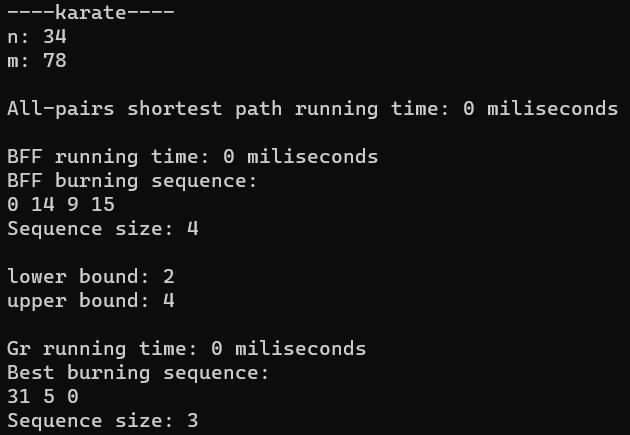 ----karate----
n: 34
m: 78
All-pairs shortest path running time: 0 miliseconds
BFF running time: 0 miliseconds
BFF burning sequence:
0 14 9 15
Sequence size: 4
lower bound: 2
upper bound: 4
Gr running time: 0 miliseconds
Best burning sequence:
31 5 0
Sequence size: 3